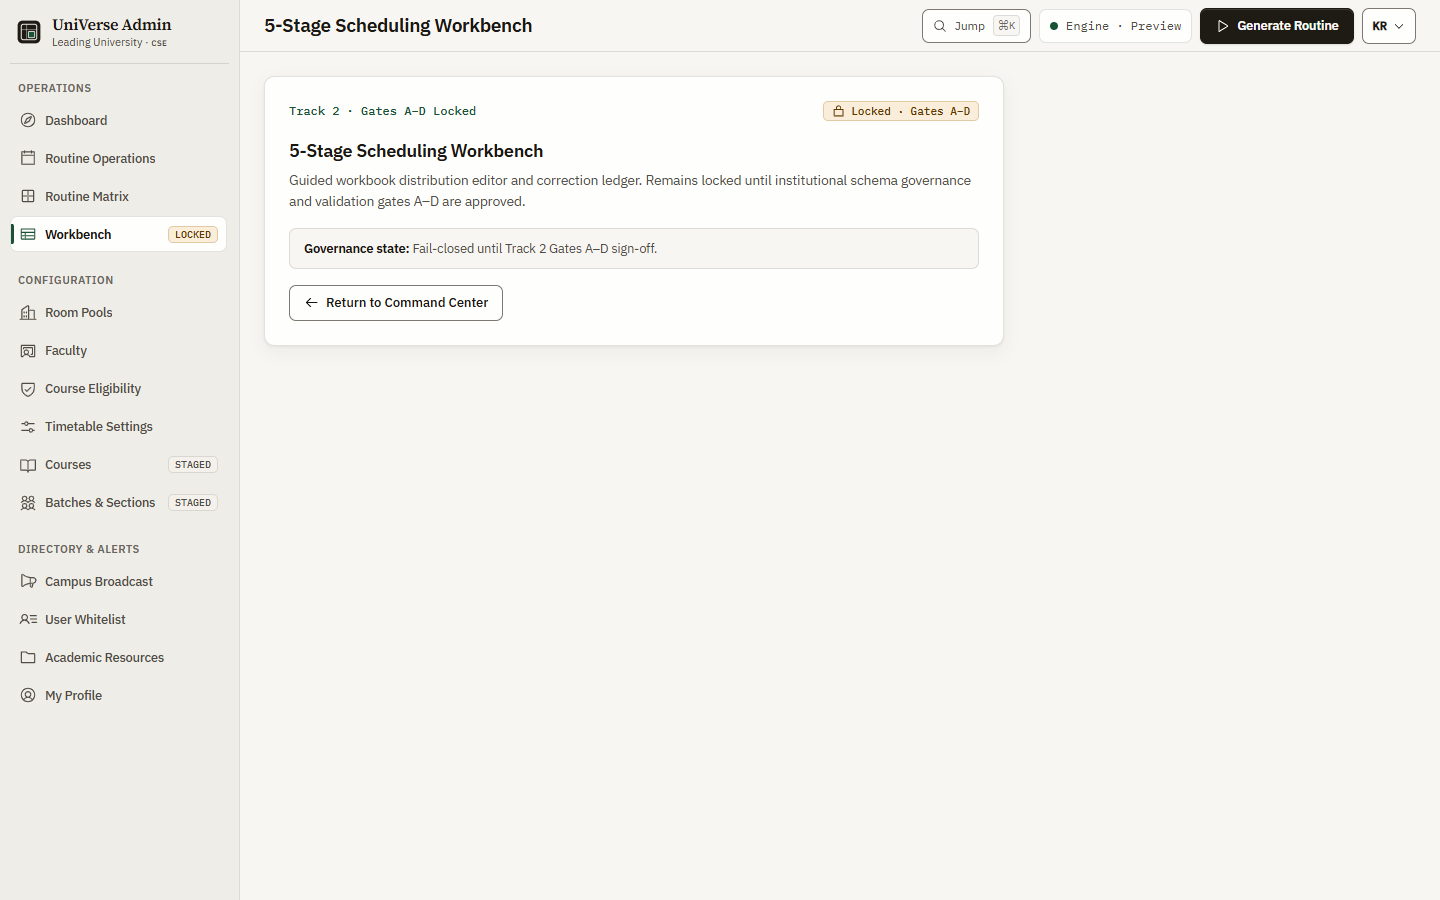 UniVerse Admin
Leading University · CSE
OPERATIONS
Dashboard
Routine Operations
Routine Matrix
Workbench LOCKED
CONFIGURATION
Room Pools
Faculty
Course Eligibility
Timetable Settings
Courses STAGED
Batches & Sections STAGED
DIRECTORY & ALERTS
Campus Broadcast
User Whitelist
Academic Resources
My Profile
5-Stage Scheduling Workbench
Jump ⌘K
Engine · Preview
Generate Routine
KR
Track 2 · Gates A–D Locked
Locked · Gates A–D
5-Stage Scheduling Workbench
Guided workbook distribution editor and correction ledger. Remains locked until institutional schema governance
and validation gates A–D are approved.
Governance state: Fail-closed until Track 2 Gates A–D sign-off.
← Return to Command Center